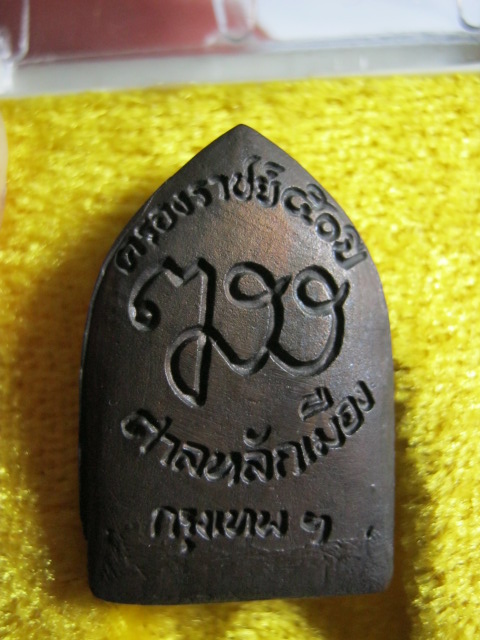 ครองราชย์๕๐ปี
ศาลหลักเมือง
กรุงเทพ ฯ